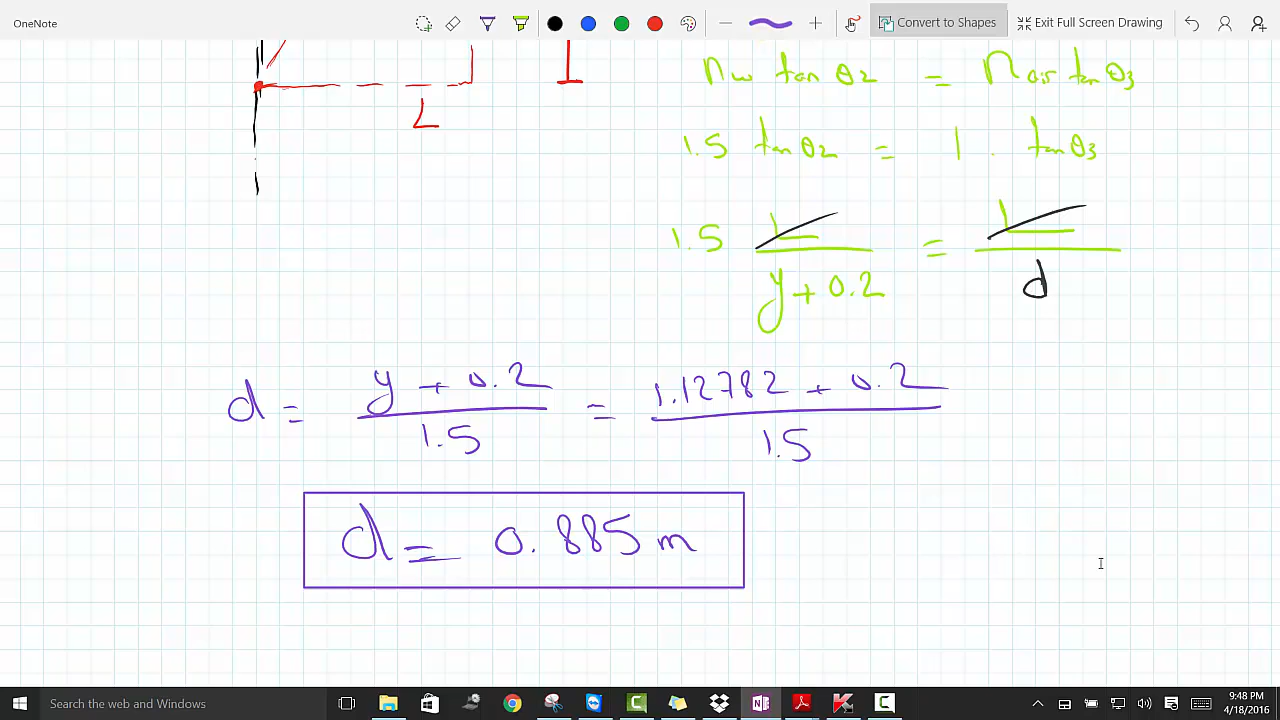 OneNote
Convert to Shapes
Exit Full Screen Drawing
L
n w tan θ2 = n air tan θ3
1.5 tan θ2 = 1 . tan θ3
1.5 L / y + 0.2 = L / d
d = y + 0.2 / 1.5 = 1.12782 + 0.2 / 1.5
d = 0.885 m
Search the web and Windows
9:48 PM
4/18/2016